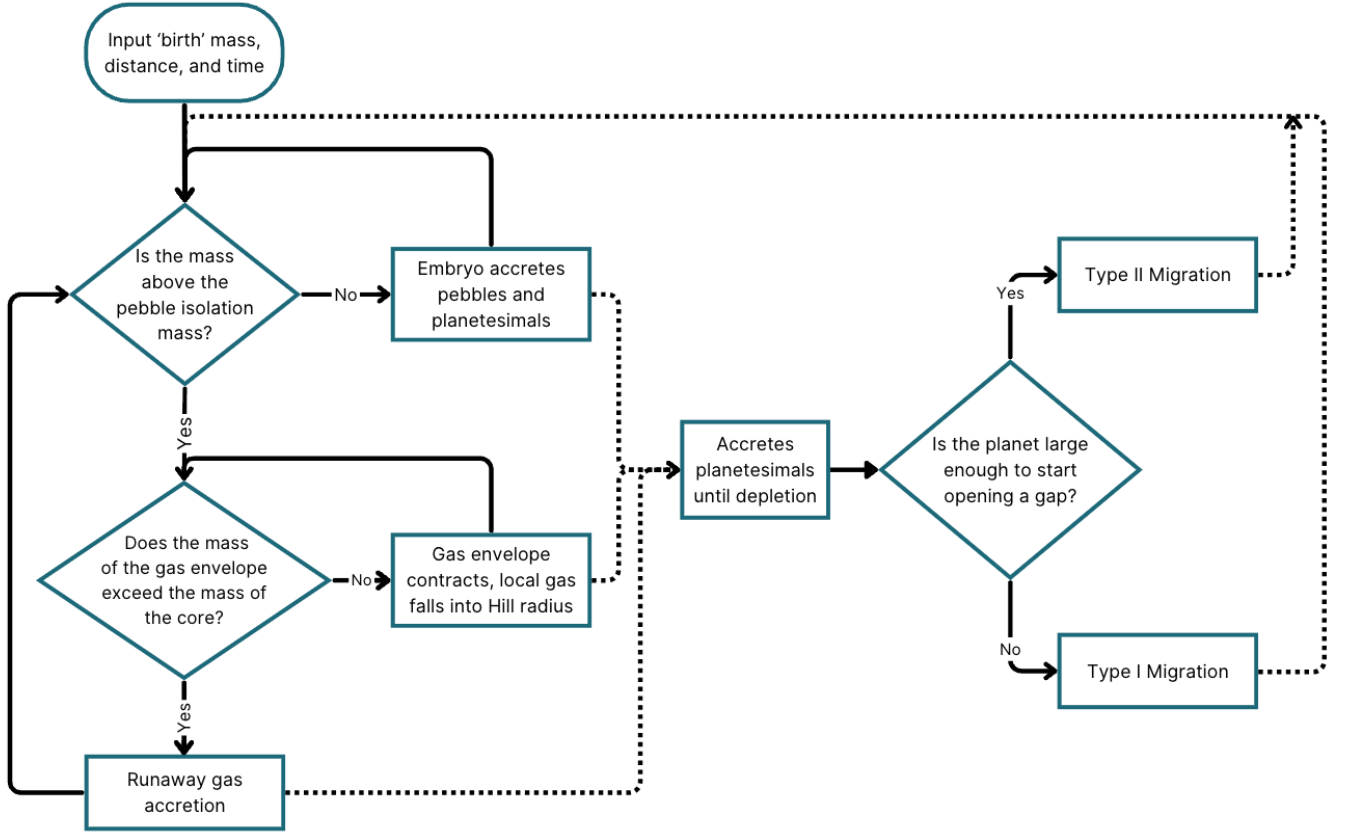 Input ‘birth’ mass,
distance, and time
Is the mass
above the
pebble isolation
mass?
No
Embryo accretes
pebbles and
planetesimals
Yes
Does the mass
of the gas envelope
exceed the mass of
the core?
No
Gas envelope
contracts, local gas
falls into Hill radius
Yes
Runaway gas
accretion
Accretes
planetesimals
until depletion
Is the planet large
enough to start
opening a gap?
Yes
Type II Migration
No
Type I Migration